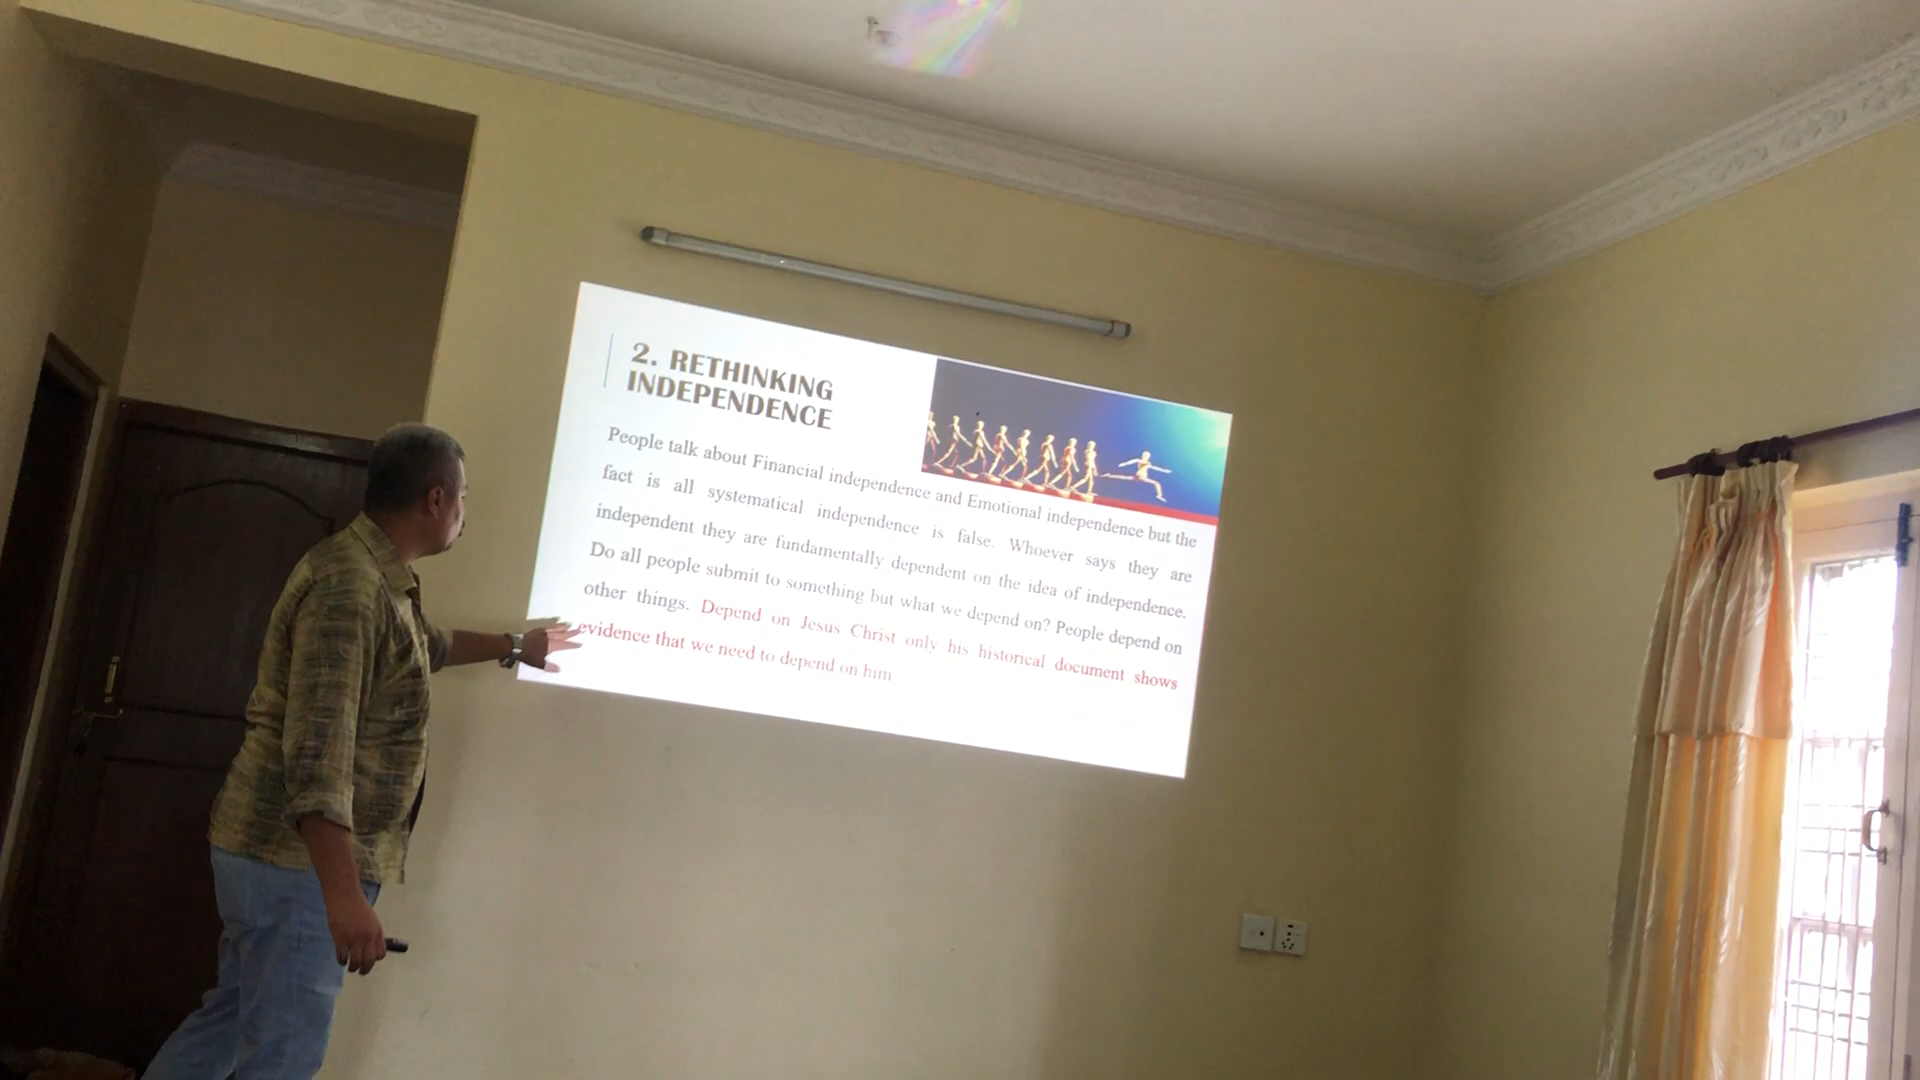 2. RETHINKING
INDEPENDENCE
People talk about Financial independence and Emotional independence but the
fact is all systematical independence is false. Whoever says they are
independent they are fundamentally dependent on the idea of independence.
Do all people submit to something but what we depend on? People depend on
other things. Depend on Jesus Christ only his historical document shows
evidence that we need to depend on him